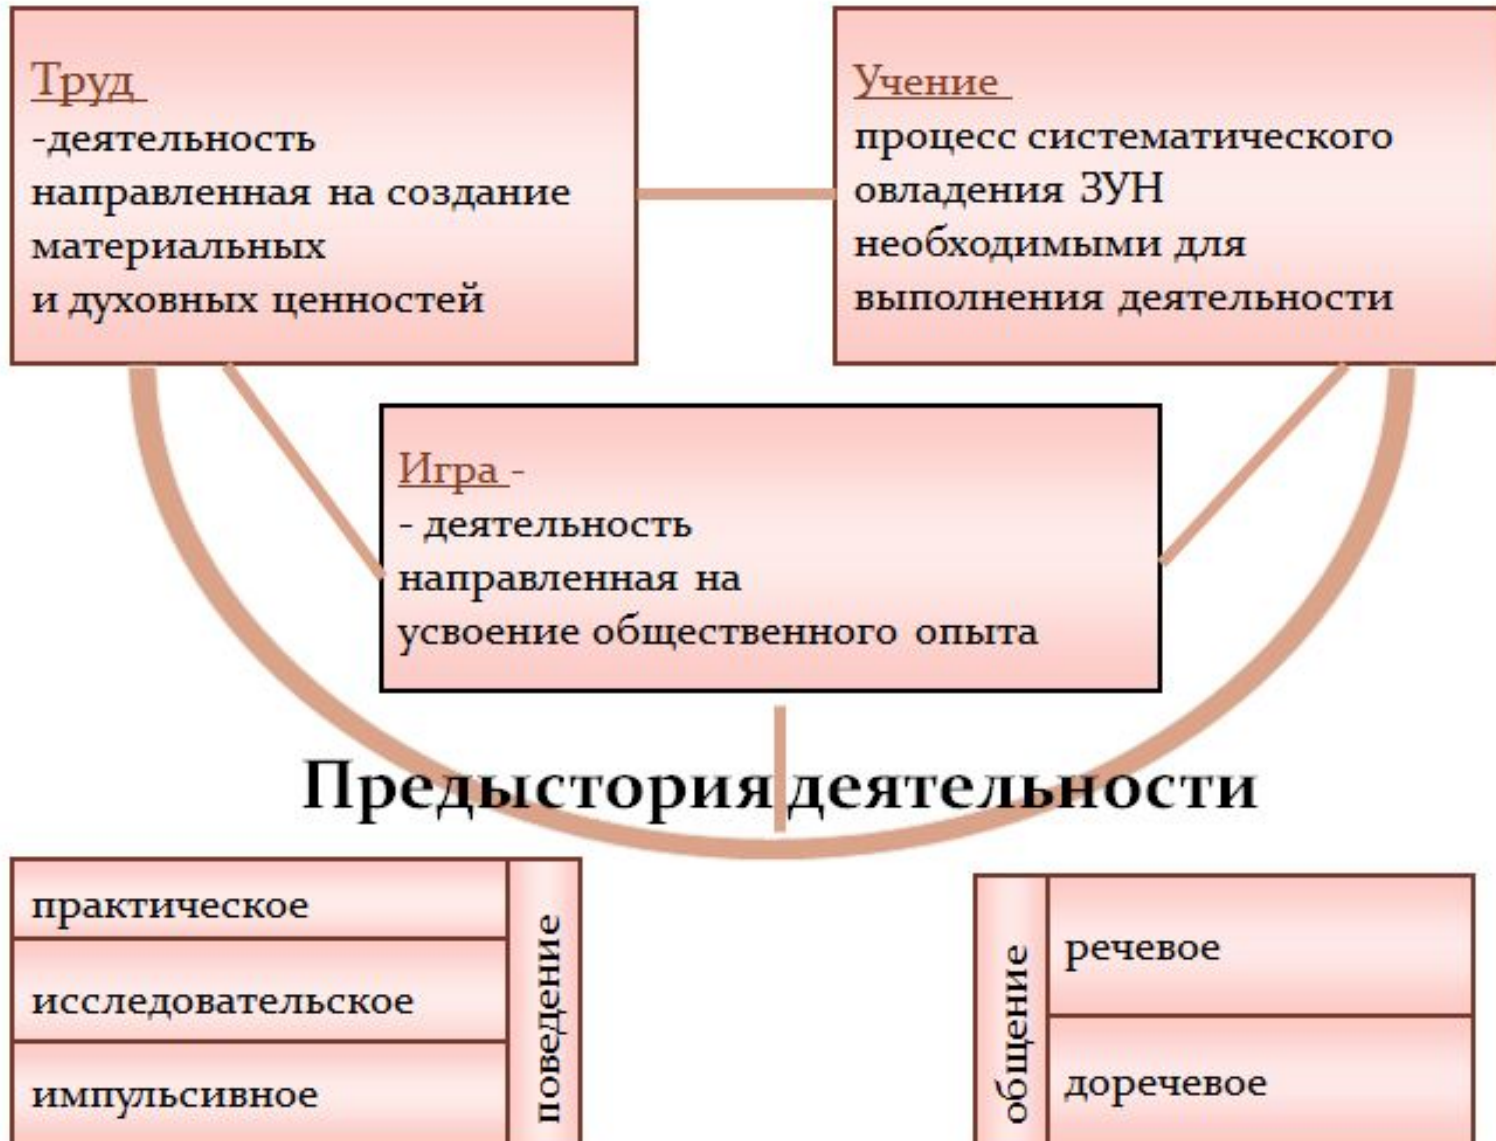 Труд
-деятельность
направленная на создание
материальных
и духовных ценностей
Учение
процесс систематического
овладения ЗУН
необходимыми для
выполнения деятельности
Игра -
- деятельность
направленная на
усвоение общественного опыта
Предыстория деятельности
практическое
исследовательское
импульсивное
поведение
общение
речевое
доречевое